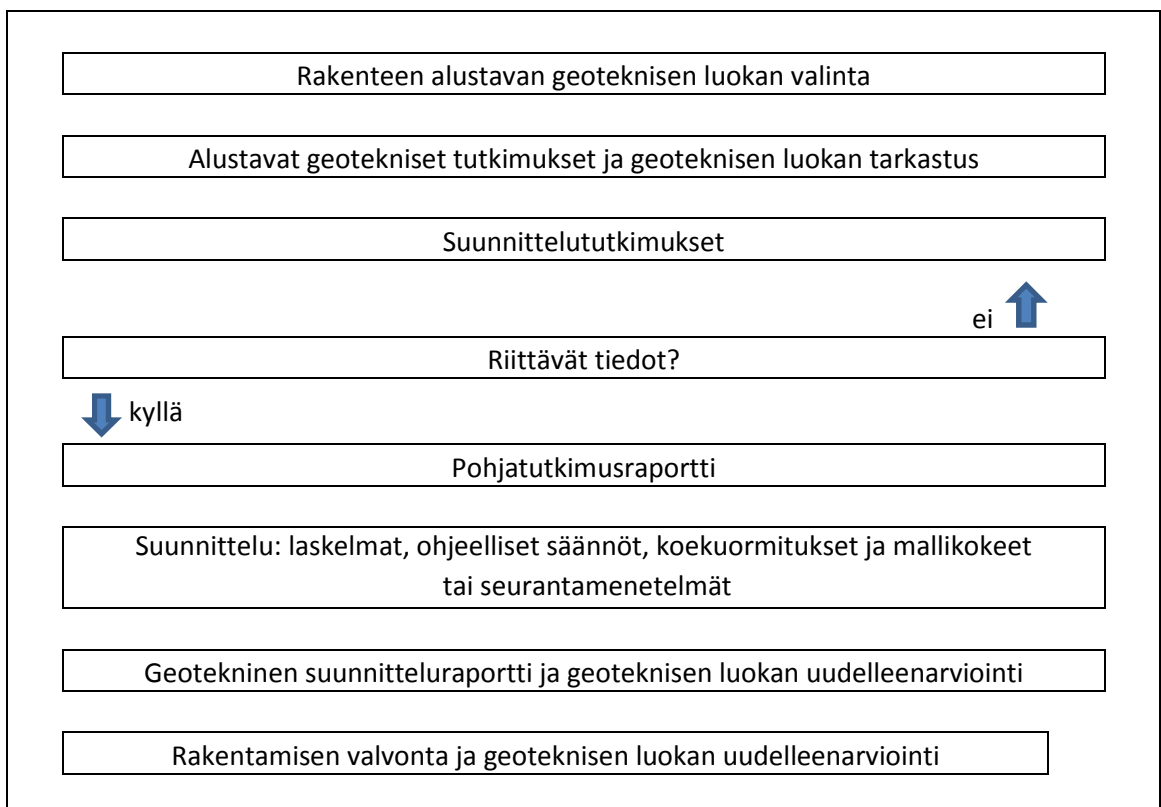 Rakenteen alustavan geoteknisen luokan valinta
Alustavat geotekniset tutkimukset ja geoteknisen luokan tarkastus
Suunnittelututkimukset
ei
Riittävät tiedot?
kyllä
Pohjatutkimusraportti
Suunnittelu: laskelmat, ohjeelliset säännöt, koekuormitukset ja mallikokeet
tai seurantamenetelmät
Geotekninen suunnitteluraportti ja geoteknisen luokan uudelleenarviointi
Rakentamisen valvonta ja geoteknisen luokan uudelleenarviointi